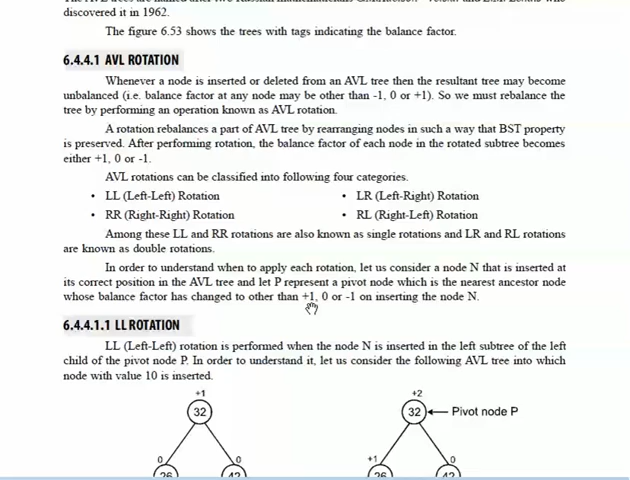 discovered it in 1962.
The figure 6.53 shows the trees with tags indicating the balance factor.
6.4.4.1 AVL ROTATION
Whenever a node is inserted or deleted from an AVL tree then the resultant tree may become
unbalanced (i.e. balance factor at any node may be other than -1, 0 or +1). So we must rebalance the
tree by performing an operation known as AVL rotation.
A rotation rebalances a part of AVL tree by rearranging nodes in such a way that BST property
is preserved. After performing rotation, the balance factor of each node in the rotated subtree becomes
either +1, 0 or -1.
AVL rotations can be classified into following four categories.
• LL (Left-Left) Rotation • LR (Left-Right) Rotation
• RR (Right-Right) Rotation • RL (Right-Left) Rotation
Among these LL and RR rotations are also known as single rotations and LR and RL rotations
are known as double rotations.
In order to understand when to apply each rotation, let us consider a node N that is inserted at
its correct position in the AVL tree and let P represent a pivot node which is the nearest ancestor node
whose balance factor has changed to other than +1, 0 or -1 on inserting the node N.
6.4.4.1.1 LL ROTATION
LL (Left-Left) rotation is performed when the node N is inserted in the left subtree of the left
child of the pivot node P. In order to understand it, let us consider the following AVL tree into which
node with value 10 is inserted.
+1 +2
32 32 Pivot node P
0 0 +1 0
26 42 26 42